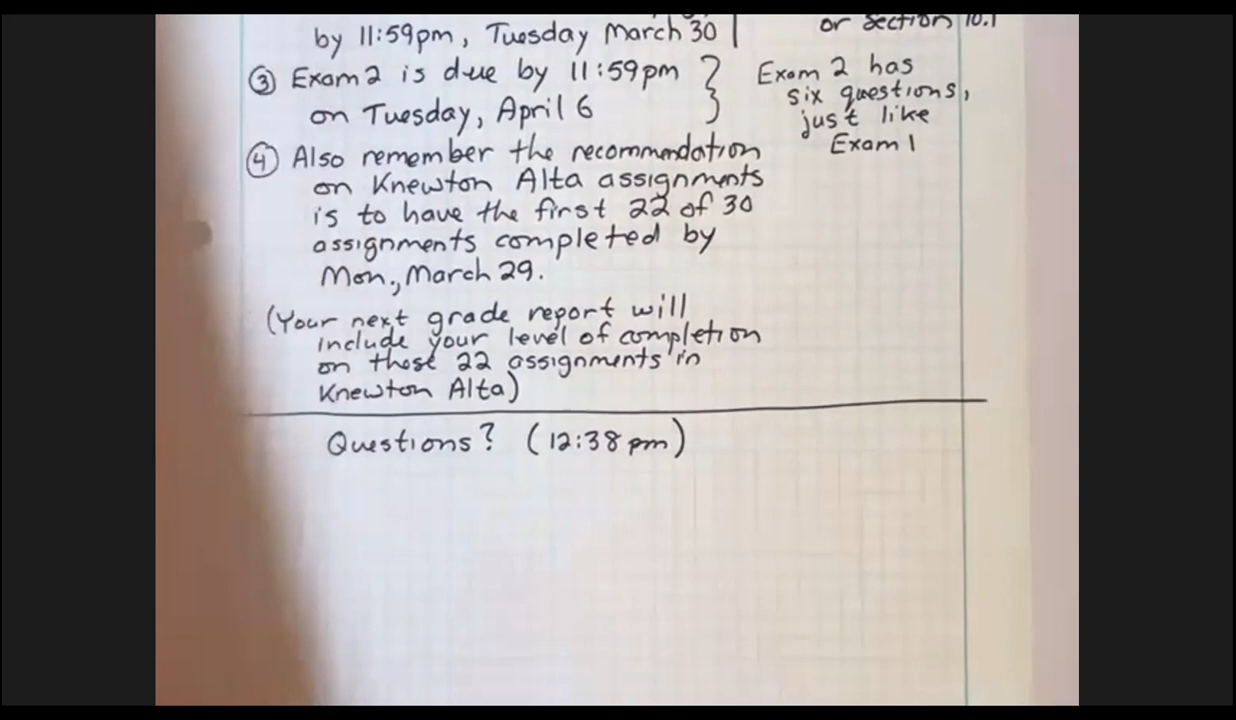 by 11:59pm, Tuesday March 30
or Section 10.1
③ Exam 2 is due by 11:59pm
on Tuesday, April 6
Exam 2 has
six questions,
just like
Exam 1
④ Also remember the recommendation
on Knewton Alta assignments
is to have the first 22 of 30
assignments completed by
Mon., March 29.
(Your next grade report will
include your level of completion
on those 22 assignments in
Knewton Alta)
Questions? (12:38 pm)